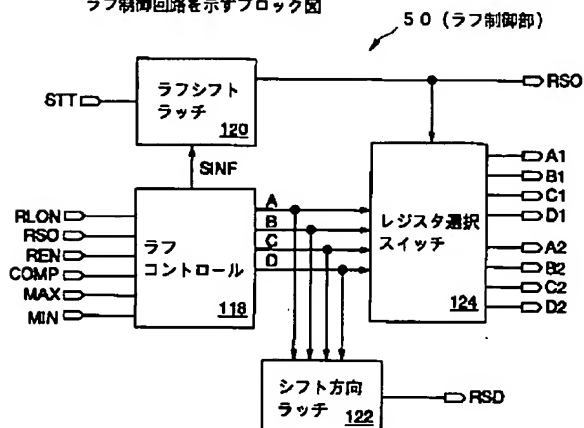 ラフ制御回路を示すブロック図
50(ラフ制御部)
STT
ラフシフト
ラッチ
120
RSO
SINF
RLON
RSO
REN
COMP
MAX
MIN
ラフ
コントロール
118
A
B
C
D
レジスタ選択
スイッチ
124
A1
B1
C1
D1
A2
B2
C2
D2
シフト方向
ラッチ 122
RSD